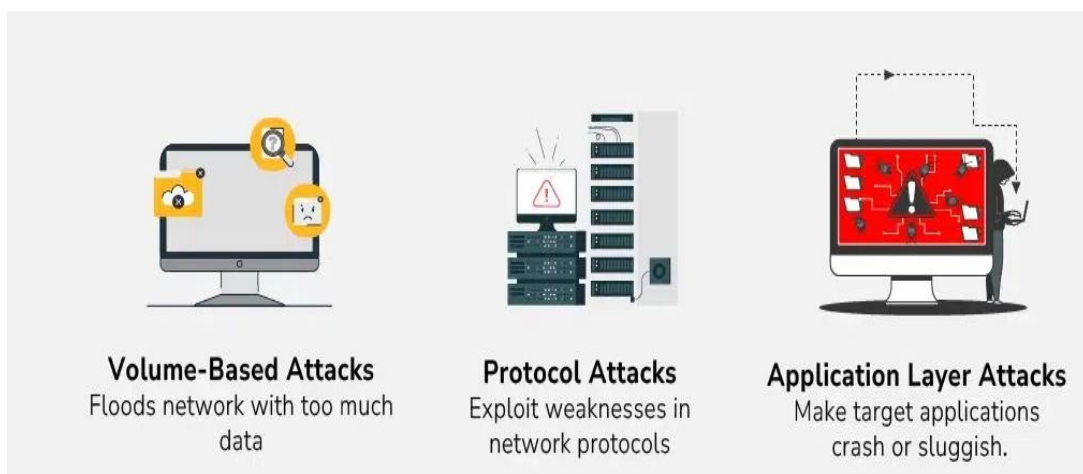 Volume-Based Attacks
Floods network with too much
data
Protocol Attacks
Exploit weaknesses in
network protocols
Application Layer Attacks
Make target applications
crash or sluggish.